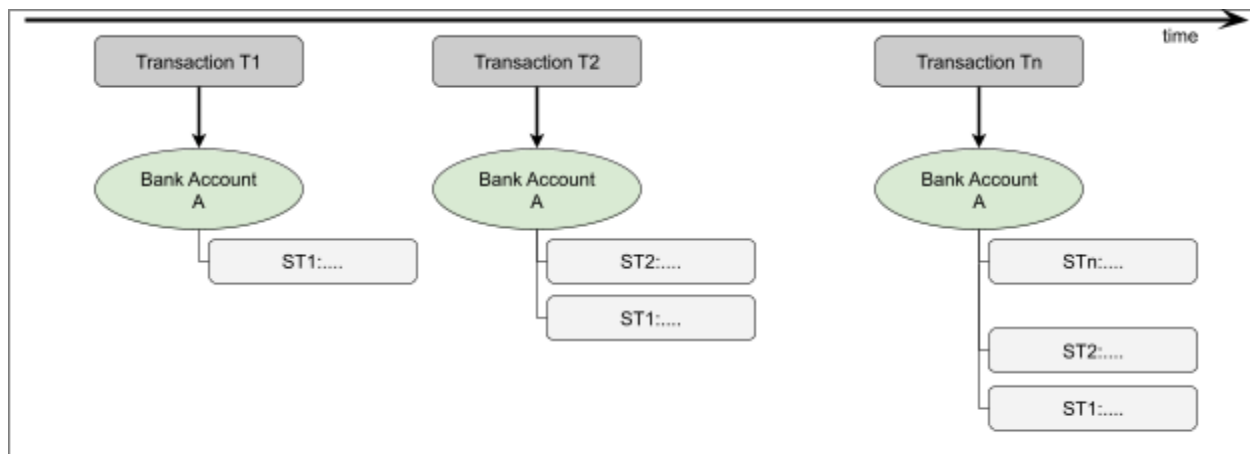 time
Transaction T1
Transaction T2
Transaction Tn
Bank Account
A
Bank Account
A
Bank Account
A
ST1:....
ST2:....
STn:....
ST1:....
ST2:....
ST1:....